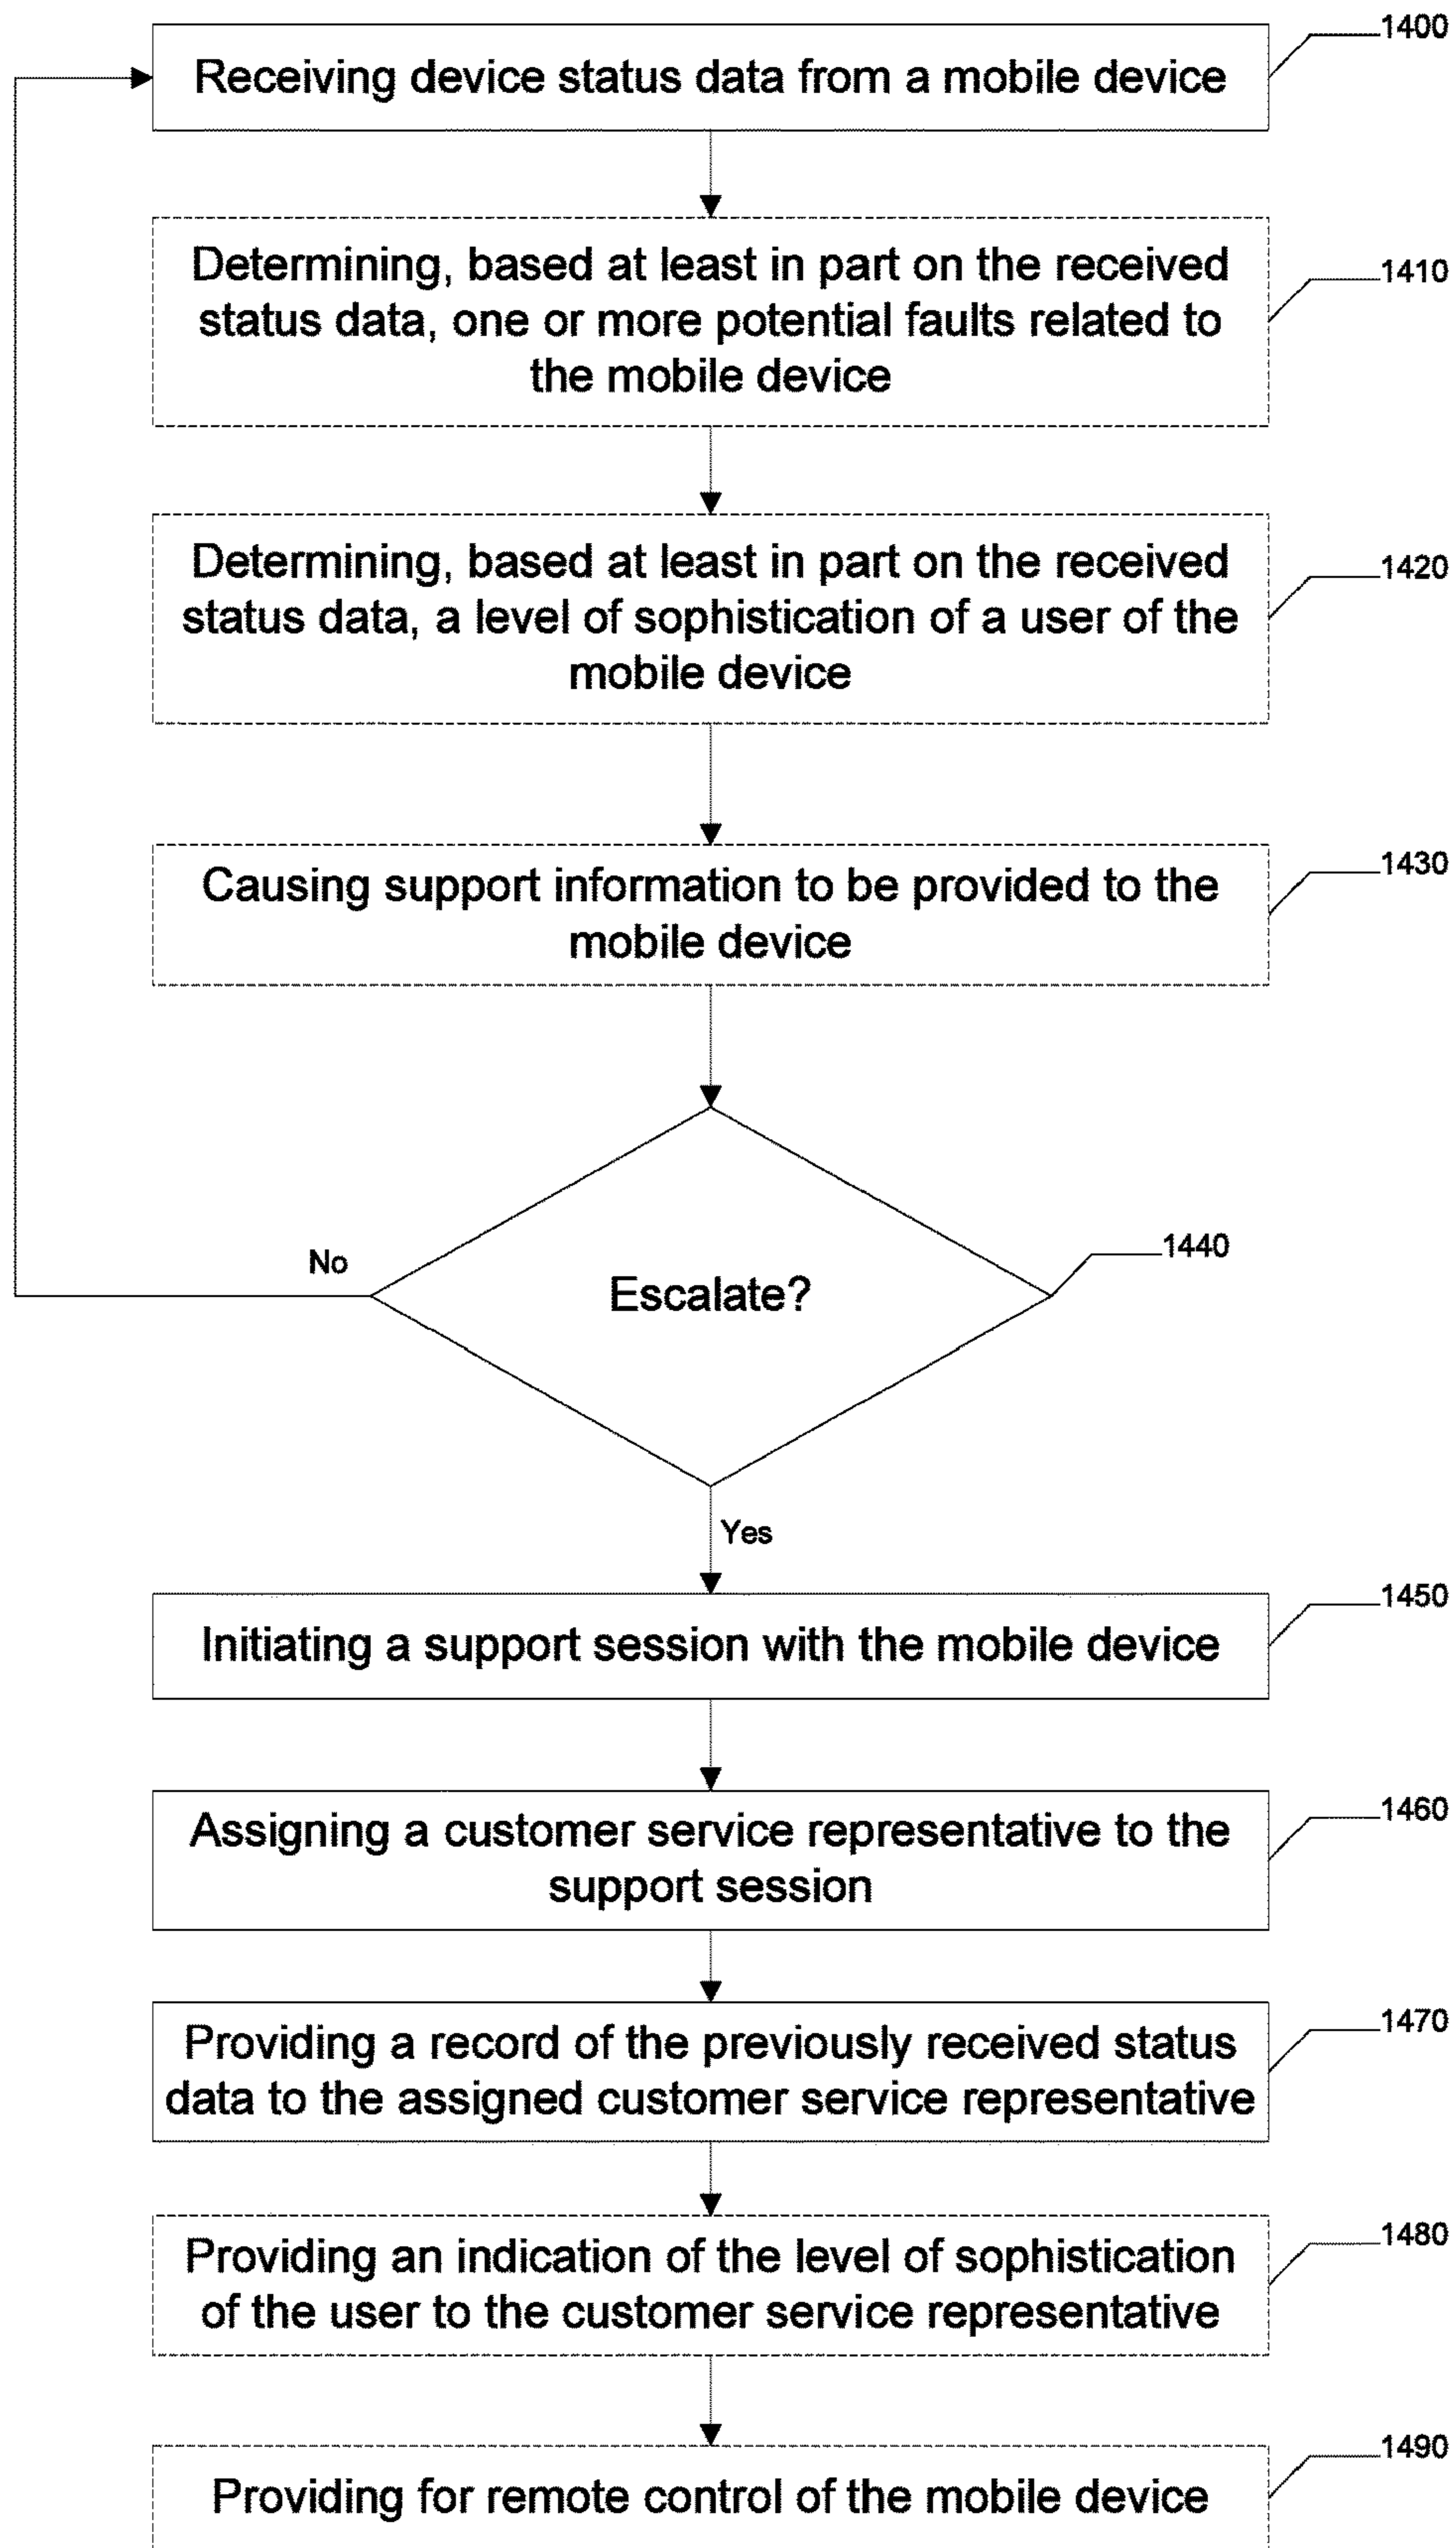 1400
Receiving device status data from a mobile device
Determining, based at least in part on the received
status data, one or more potential faults related to
the mobile device
1410
Determining, based at least in part on the received
status data, a level of sophistication of a user of the
mobile device
1420
Causing support information to be provided to the
mobile device
1430
No
Escalate?
1440
Yes
Initiating a support session with the mobile device
1450
Assigning a customer service representative to the
support session
1460
Providing a record of the previously received status
data to the assigned customer service representative
1470
Providing an indication of the level of sophistication
of the user to the customer service representative
1480
Providing for remote control of the mobile device
1490